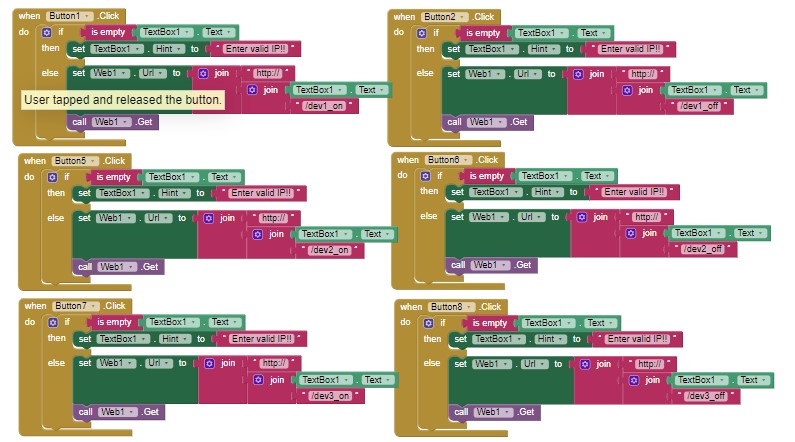 when Button1 .Click
do if is empty TextBox1 . Text
then set TextBox1 . Hint to " Enter valid IP!! "
else set Web1 . Url to join " http:// "
join TextBox1 . Text
" /dev1_on "
User tapped and released the button.
call Web1 .Get
when Button2 .Click
do if is empty TextBox1 . Text
then set TextBox1 . Hint to " Enter valid IP!! "
else set Web1 . Url to join " http:// "
join TextBox1 . Text
" /dev1_off "
call Web1 .Get
when Button5 .Click
do if is empty TextBox1 . Text
then set TextBox1 . Hint to " Enter valid IP!! "
else set Web1 . Url to join " http:// "
join TextBox1 . Text
" /dev2_on "
call Web1 .Get
when Button6 .Click
do if is empty TextBox1 . Text
then set TextBox1 . Hint to " Enter valid IP!! "
else set Web1 . Url to join " http:// "
join TextBox1 . Text
" /dev2_off "
call Web1 .Get
when Button7 .Click
do if is empty TextBox1 . Text
then set TextBox1 . Hint to " Enter valid IP!! "
else set Web1 . Url to join " http:// "
join TextBox1 . Text
" /dev3_on "
call Web1 .Get
when Button8 .Click
do if is empty TextBox1 . Text
then set TextBox1 . Hint to " Enter valid IP!! "
else set Web1 . Url to join " http:// "
join TextBox1 . Text
" /dev3_off "
call Web1 .Get